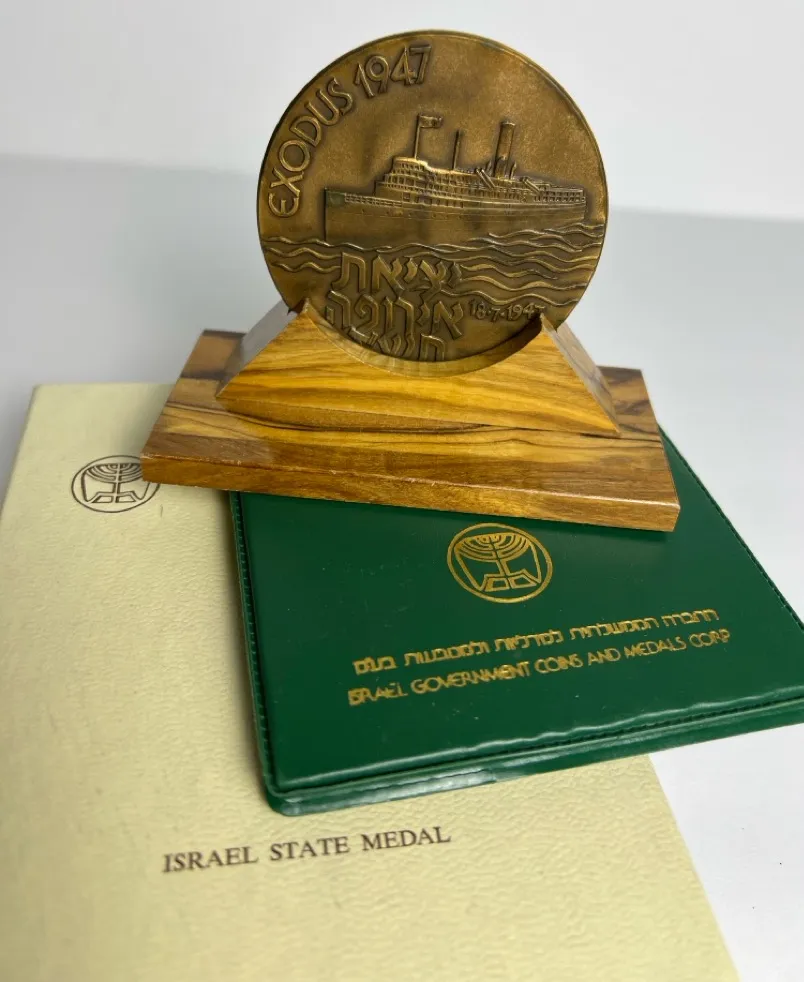 EXODUS 1947
יציאת
אירופה
תש"ז
18·7·1947
החברה הממשלתית למדליות ולמטבעות בע"מ
ISRAEL GOVERNMENT COINS AND MEDALS CORP
ISRAEL STATE MEDAL